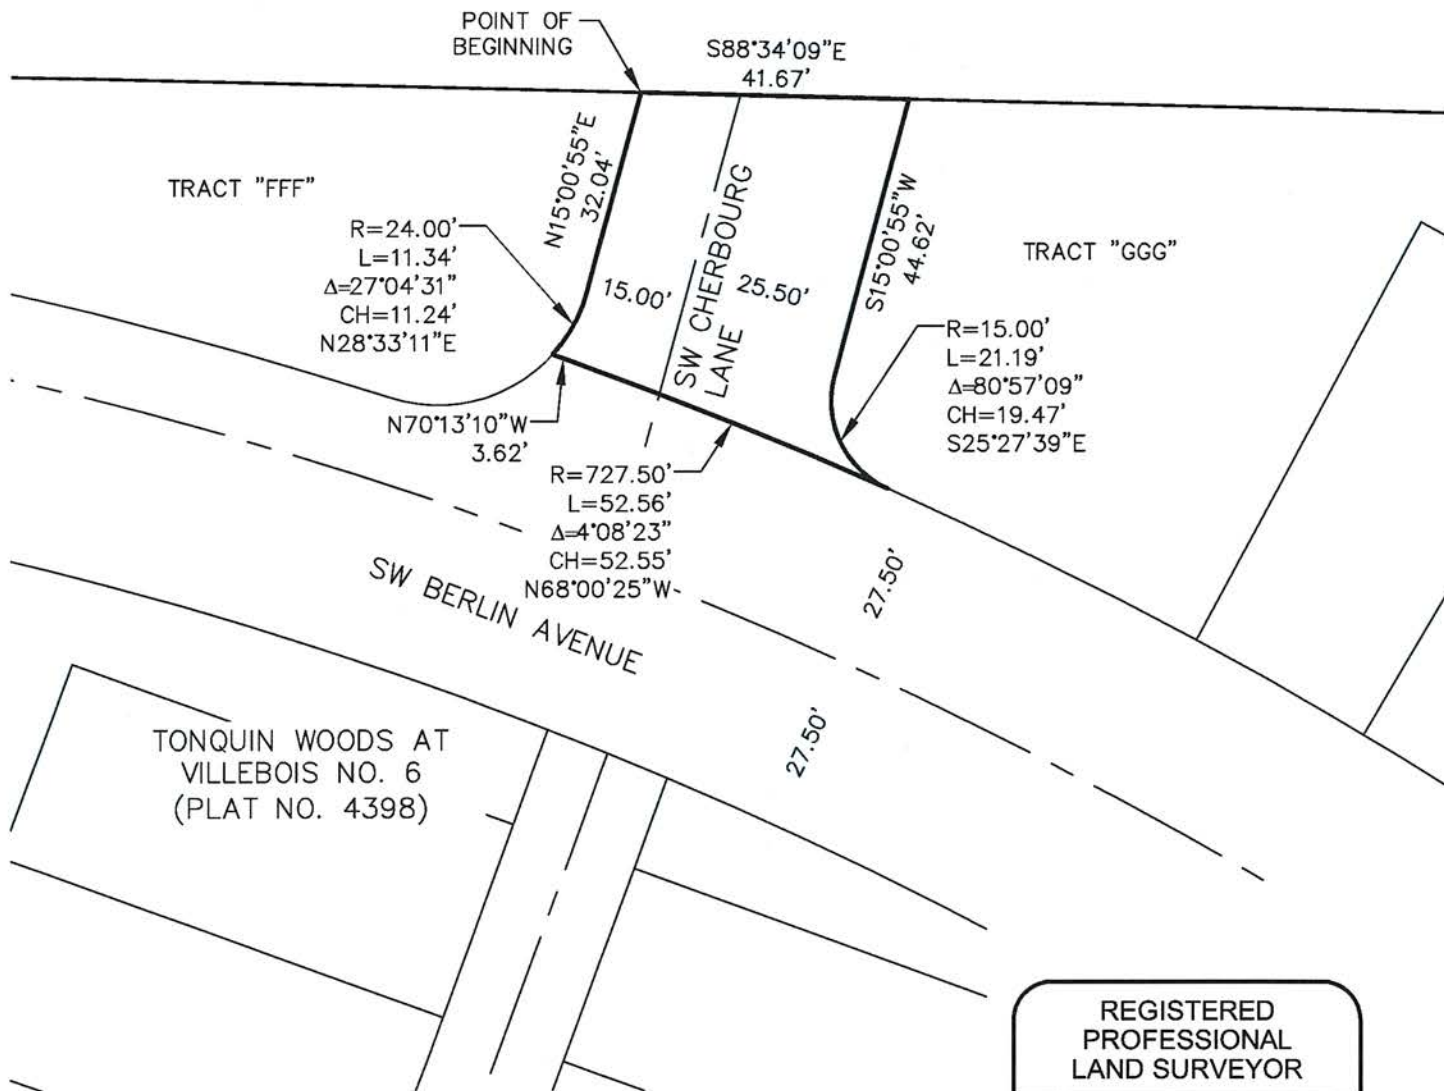 POINT OF
BEGINNING
S88°34'09"E
41.67'
N15°00'55"E
32.04'
TRACT "FFF"
R=24.00'
L=11.34'
Δ=27°04'31"
CH=11.24'
N28°33'11"E
15.00'
SW CHERBOURG
LANE
25.50'
S15°00'55"W
44.62'
TRACT "GGG"
R=15.00'
L=21.19'
Δ=80°57'09"
CH=19.47'
S25°27'39"E
N70°13'10"W
3.62'
R=727.50'
L=52.56'
Δ=4°08'23"
CH=52.55'
N68°00'25"W
SW BERLIN AVENUE
27.50'
27.50'
TONQUIN WOODS AT
VILLEBOIS NO. 6
(PLAT NO. 4398)
REGISTERED
PROFESSIONAL
LAND SURVEYOR